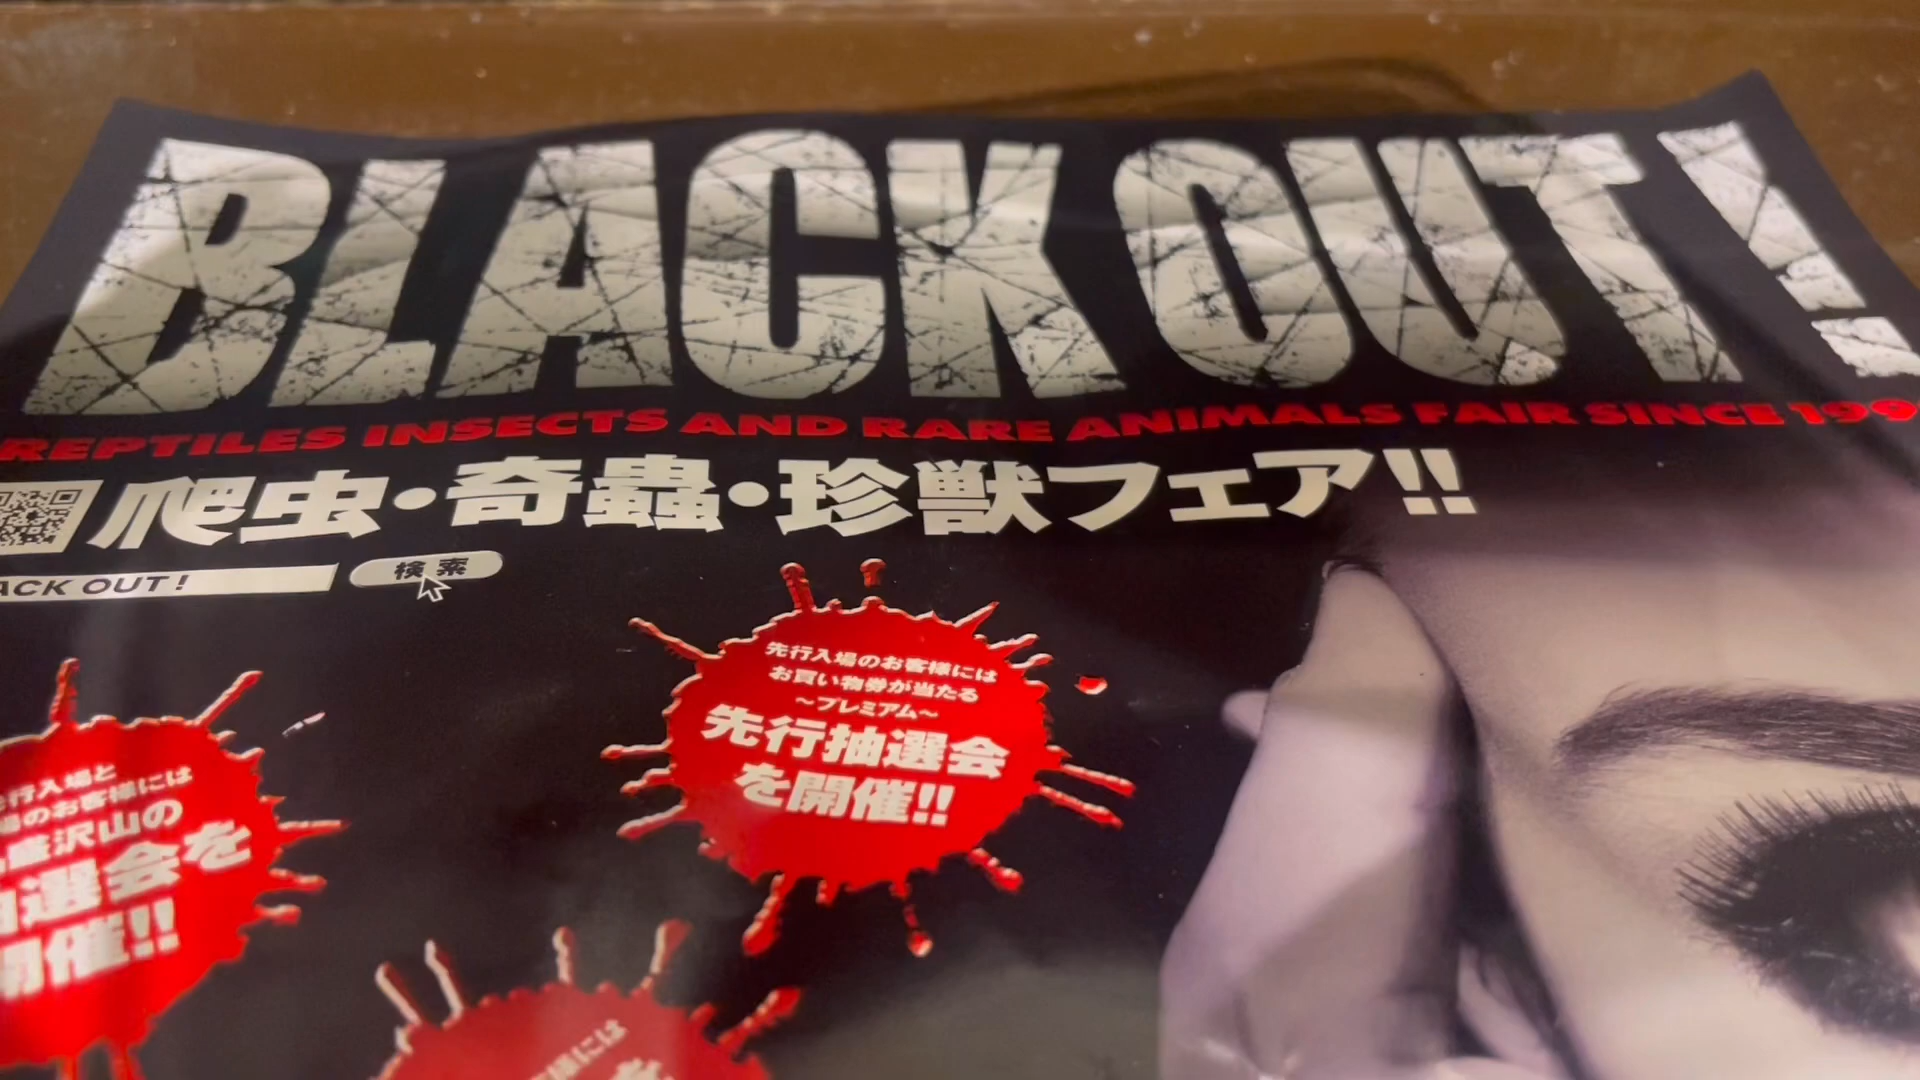 BLACK OUT!
REPTILES INSECTS AND RARE ANIMALS FAIR SINCE 199
爬虫・奇蟲・珍獣フェア!!
ACK OUT!
検索
先行入場のお客様には
お買い物券が当たる
～プレミアム～
先行抽選会
を開催!!
行入場と
場のお客様には
盛沢山の
選会を
開催!!